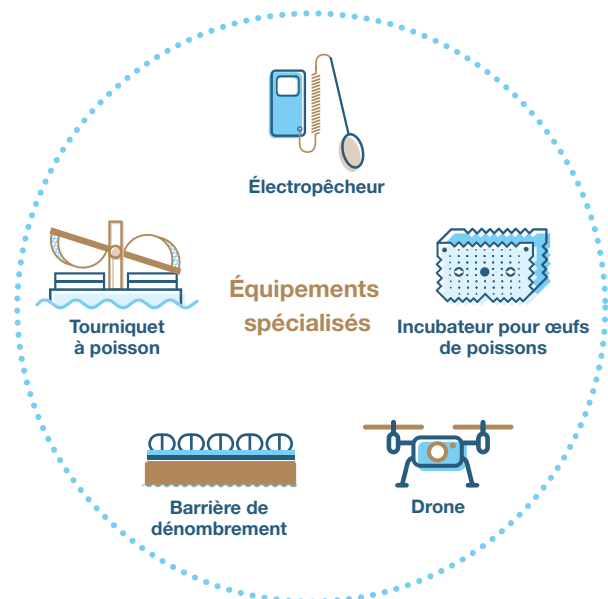 Électropêcheur
Équipements
spécialisés
Tourniquet
à poisson
Incubateur pour œufs
de poissons
Barrière de
dénombrement
Drone